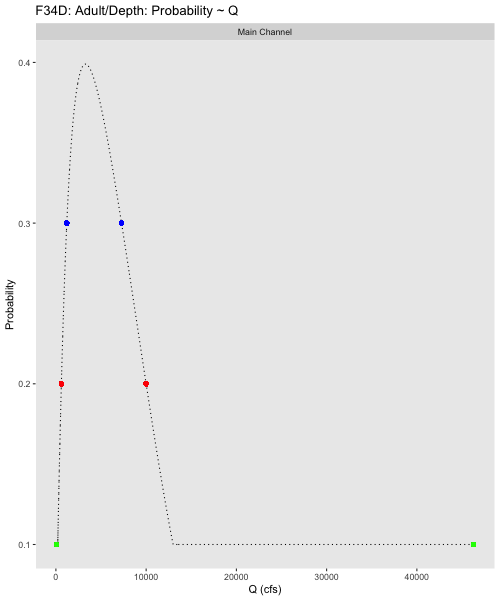 F34D: Adult/Depth: Probability ~ Q
Main Channel
0.4
0.3
0.2
0.1
Probability
0 10000 20000 30000 40000
Q (cfs)